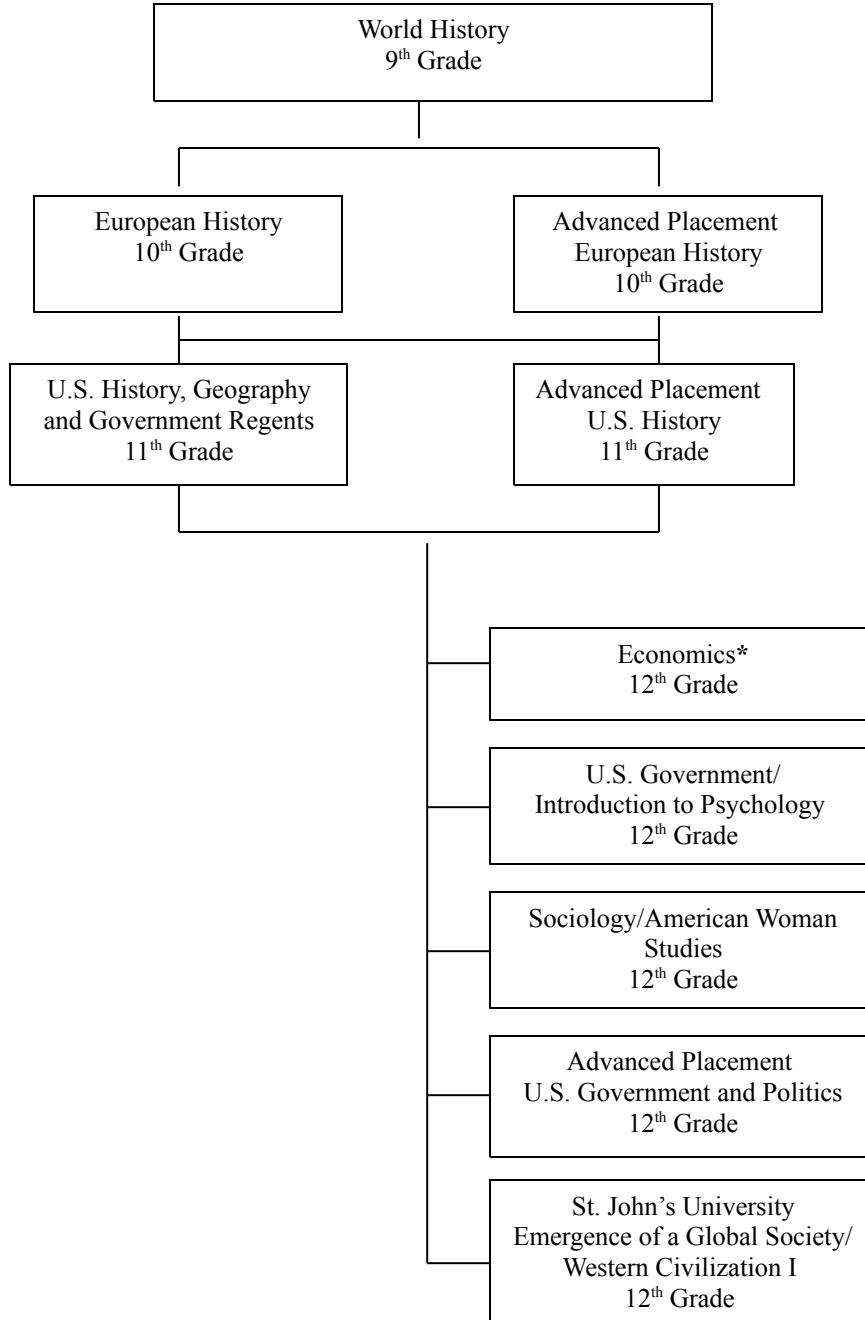 World History
9th Grade
European History
10th Grade
Advanced Placement
European History
10th Grade
U.S. History, Geography
and Government Regents
11th Grade
Advanced Placement
U.S. History
11th Grade
Economics*
12th Grade
U.S. Government/
Introduction to Psychology
12th Grade
Sociology/American Woman
Studies
12th Grade
Advanced Placement
U.S. Government and Politics
12th Grade
St. John’s University
Emergence of a Global Society/
Western Civilization I
12th Grade